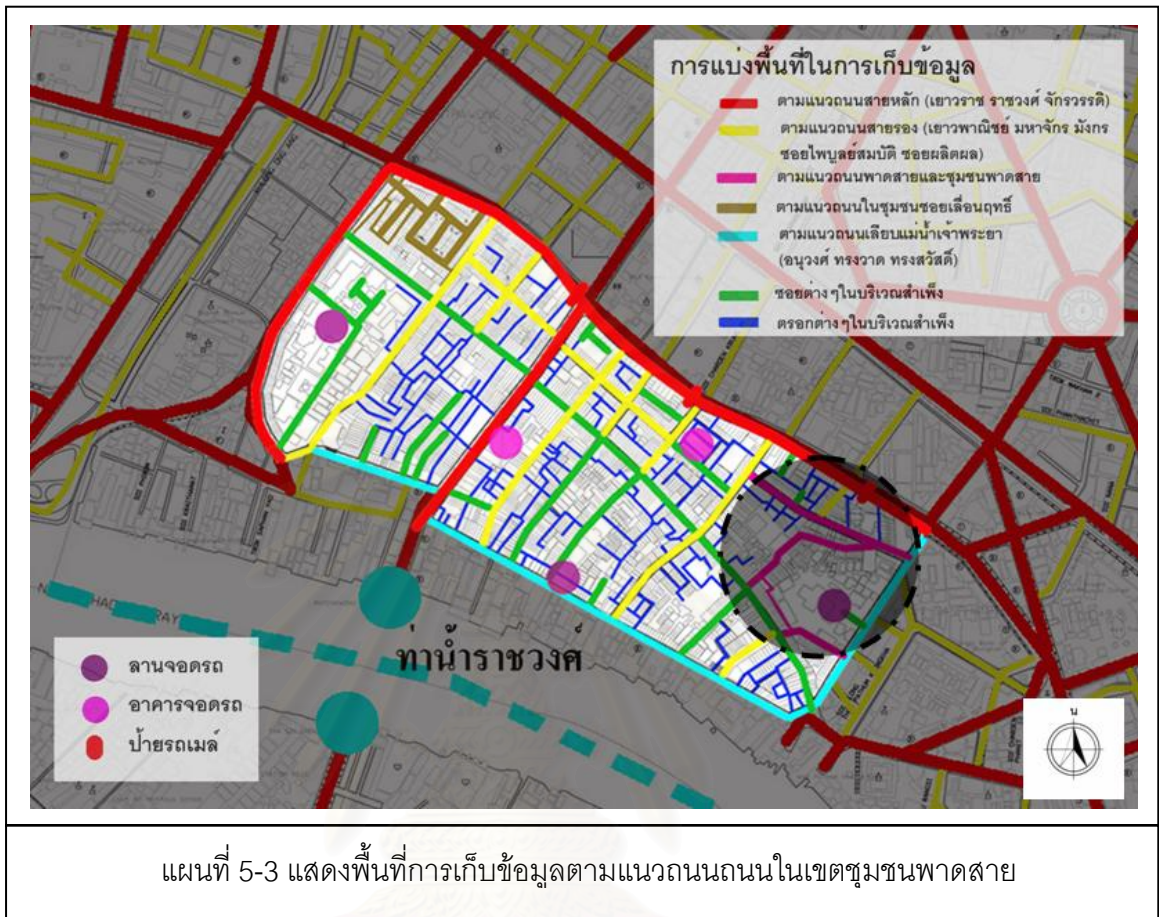 การแบ่งพื้นที่ในการเก็บข้อมูล
ตามแนวถนนสายหลัก (เยาวราช ราชวงศ์ จักรวรรดิ)
ตามแนวถนนสายรอง (เยาวพาณิชย์ มหาจักร มังกร
ซอยไพบูลย์สมบัติ ซอยผลิตผล)
ตามแนวถนนพาดสายและชุมชนพาดสาย
ตามแนวถนนในชุมชนซอยเลื่อนฤทธิ์
ตามแนวถนนเลียบแม่น้ำเจ้าพระยา
(อนุวงศ์ ทรงวาด ทรงสวัสดิ์)
ซอยต่างๆในบริเวณสำเพ็ง
ตรอกต่างๆในบริเวณสำเพ็ง
ท่าน้ำราชวงศ์
ลานจอดรถ
อาคารจอดรถ
ป้ายรถเมล์
น
แผนที่ 5-3 แสดงพื้นที่การเก็บข้อมูลตามแนวถนนถนนในเขตชุมชนพาดสาย